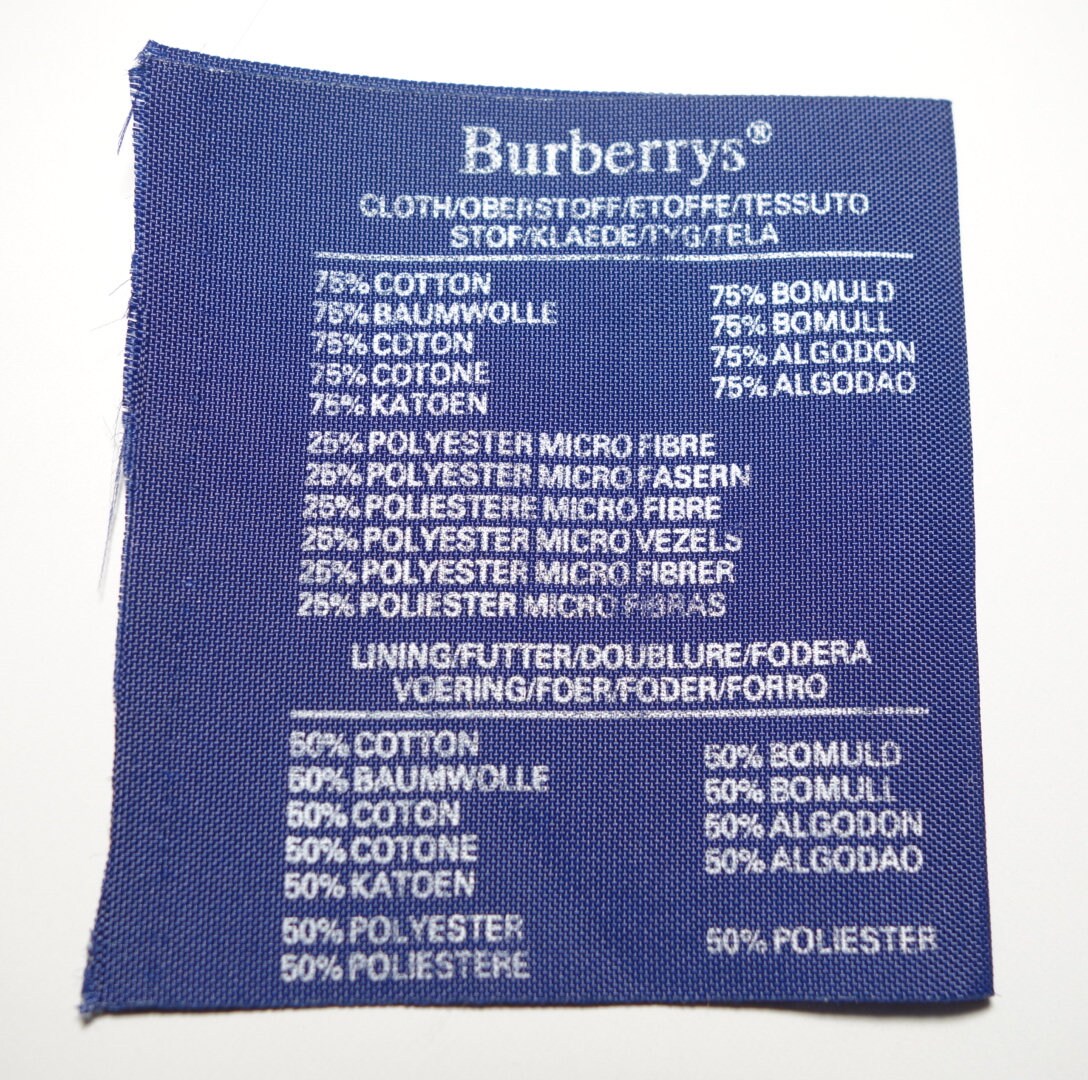 Burberrys®
CLOTH/OBERSTOFF/ETOFFE/TESSUTO
STOF/KLAEDE/TYG/TELA
75% COTTON
75% BAUMWOLLE
75% COTON
75% COTONE
75% KATOEN
75% BOMULD
75% BOMULL
75% ALGODON
75% ALGODAO
25% POLYESTER MICRO FIBRE
25% POLYESTER MICRO FASERN
25% POLIESTERE MICRO FIBRE
25% POLYESTER MICRO VEZELS
25% POLYESTER MICRO FIBRER
25% POLIESTER MICRO FIBRAS
LINING/FUTTER/DOUBLURE/FODERA
VOERING/FOER/FODER/FORRO
50% COTTON
50% BAUMWOLLE
50% COTON
50% COTONE
50% KATOEN
50% BOMULD
50% BOMULL
50% ALGODON
50% ALGODAO
50% POLYESTER
50% POLIESTERE
50% POLIESTER